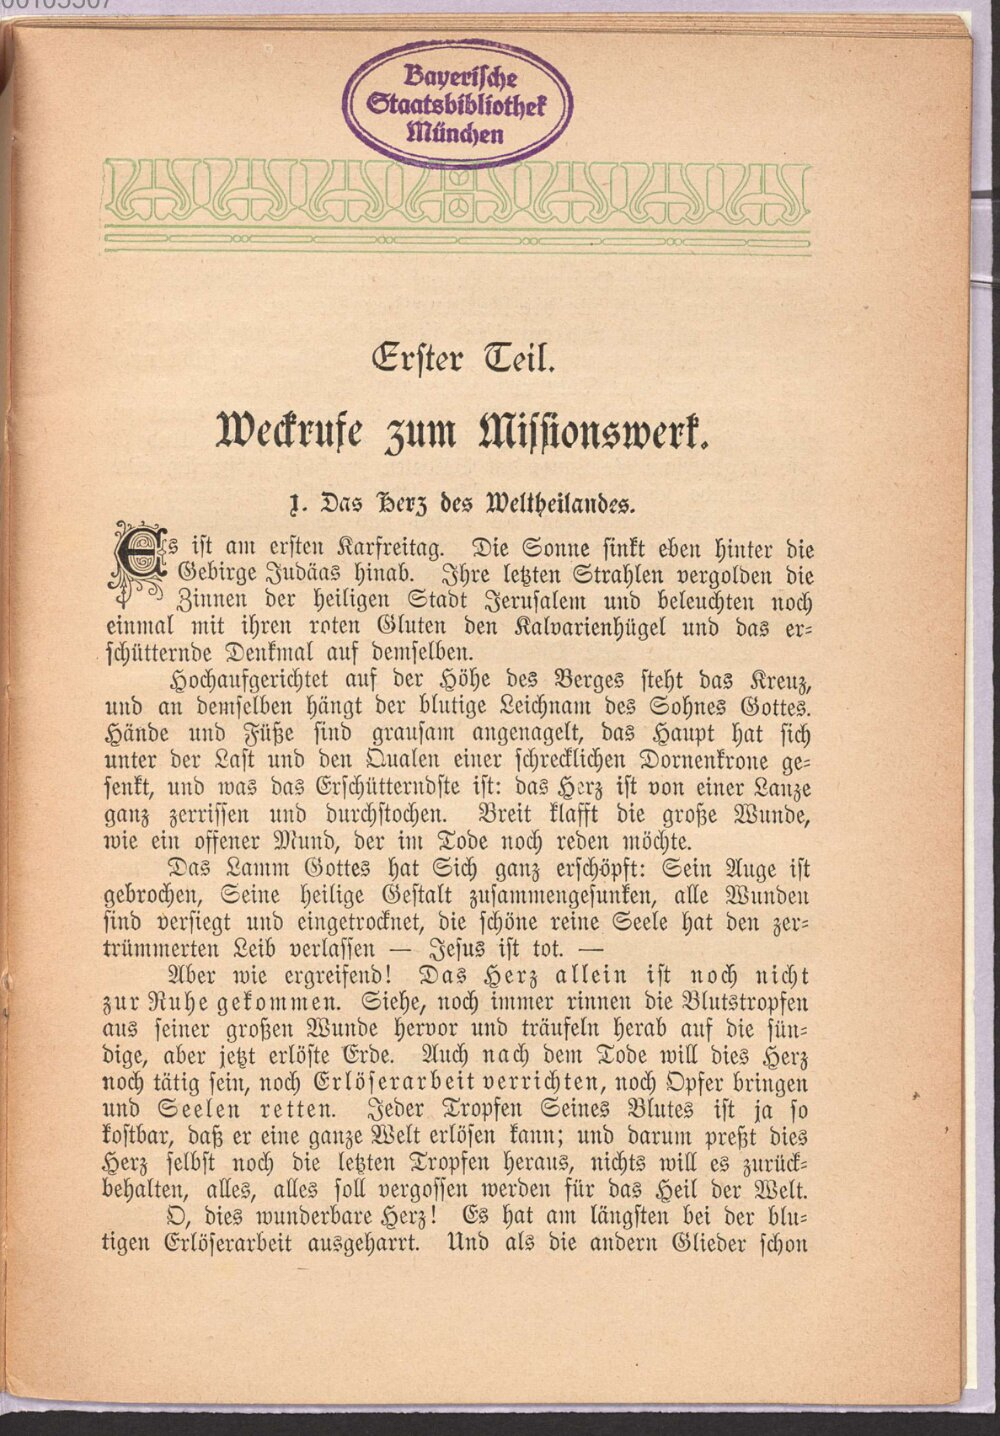 Bayerische
Staatsbibliothek
München
Erster Teil.
Weckrufe zum Missionswerk.
1. Das Herz des Weltheilandes.
Es ist am ersten Karfreitag. Die Sonne sinkt eben hinter die
Gebirge Judäas hinab. Ihre letzten Strahlen vergolden die
Zinnen der heiligen Stadt Jerusalem und beleuchten noch
einmal mit ihren roten Gluten den Kalvarienhügel und das er-
schütternde Denkmal auf demselben.
Hochaufgerichtet auf der Höhe des Berges steht das Kreuz,
und an demselben hängt der blutige Leichnam des Sohnes Gottes.
Hände und Füße sind grausam angenagelt, das Haupt hat sich
unter der Last und den Qualen einer schrecklichen Dornenkrone ge-
senkt, und was das Erschütterndste ist: das Herz ist von einer Lanze
ganz zerrissen und durchstochen. Breit klafft die große Wunde,
wie ein offener Mund, der im Tode noch reden möchte.
Das Lamm Gottes hat Sich ganz erschöpft: Sein Auge ist
gebrochen, Seine heilige Gestalt zusammengesunken, alle Wunden
sind versiegt und eingetrocknet, die schöne reine Seele hat den zer-
trümmerten Leib verlassen — Jesus ist tot. —
Aber wie ergreifend! Das Herz allein ist noch nicht
zur Ruhe gekommen. Siehe, noch immer rinnen die Blutstropfen
aus seiner großen Wunde hervor und träufeln herab auf die sün-
dige, aber jetzt erlöste Erde. Auch nach dem Tode will dies Herz
noch tätig sein, noch Erlöserarbeit verrichten, noch Opfer bringen
und Seelen retten. Jeder Tropfen Seines Blutes ist ja so
kostbar, daß er eine ganze Welt erlösen kann; und darum preßt dies
Herz selbst noch die letzten Tropfen heraus, nichts will es zurück-
behalten, alles, alles soll vergossen werden für das Heil der Welt.
O, dies wunderbare Herz! Es hat am längsten bei der blu-
tigen Erlöserarbeit ausgeharrt. Und als die andern Glieder schon